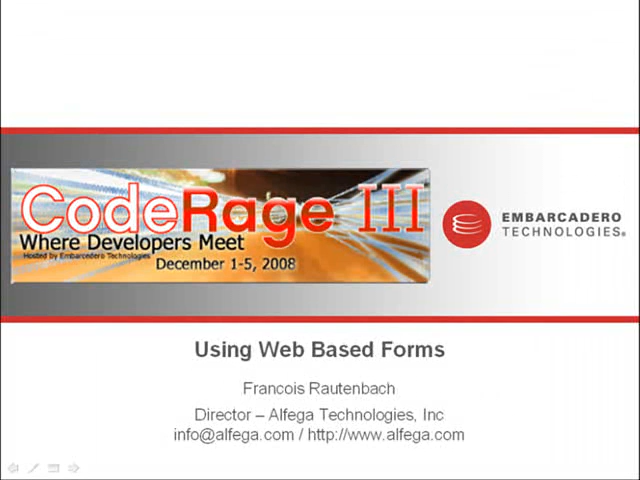 CodeRage III
Where Developers Meet
Hosted by Embarcadero Technologies
December 1-5, 2008
EMBARCADERO
TECHNOLOGIES®
Using Web Based Forms
Francois Rautenbach
Director – Alfega Technologies, Inc
info@alfega.com / http://www.alfega.com